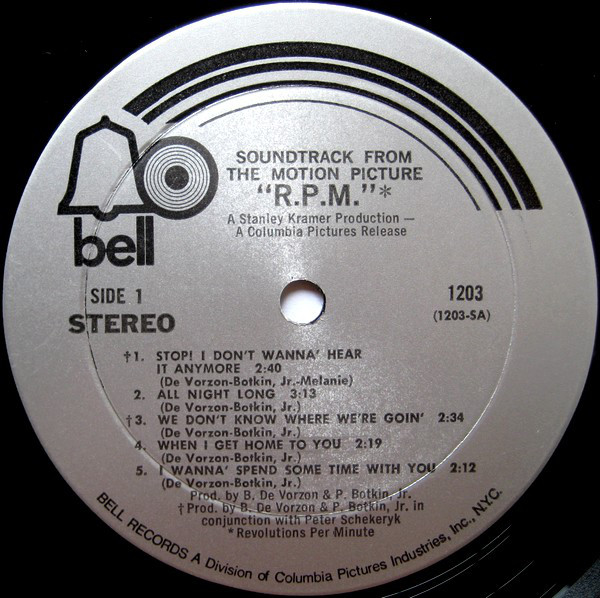 SOUNDTRACK FROM
THE MOTION PICTURE
"R.P.M."*
A Stanley Kramer Production —
A Columbia Pictures Release
bell
SIDE 1
STEREO
1203
(1203-SA)
†1. STOP! I DON'T WANNA' HEAR
IT ANYMORE 2:40
(De Vorzon-Botkin, Jr.-Melanie)
2. ALL NIGHT LONG 3:13
(De Vorzon-Botkin, Jr.)
†3. WE DON'T KNOW WHERE WE'RE GOIN' 2:34
(De Vorzon-Botkin, Jr.)
4. WHEN I GET HOME TO YOU 2:19
(De Vorzon-Botkin, Jr.)
5. I WANNA' SPEND SOME TIME WITH YOU 2:12
(De Vorzon-Botkin, Jr.)
Prod. by B. De Vorzon & P. Botkin, Jr.
†Prod. by B. De Vorzon & P. Botkin, Jr. in
conjunction with Peter Schekeryk
*Revolutions Per Minute
BELL RECORDS A Division of Columbia Pictures Industries, Inc., N.Y.C.